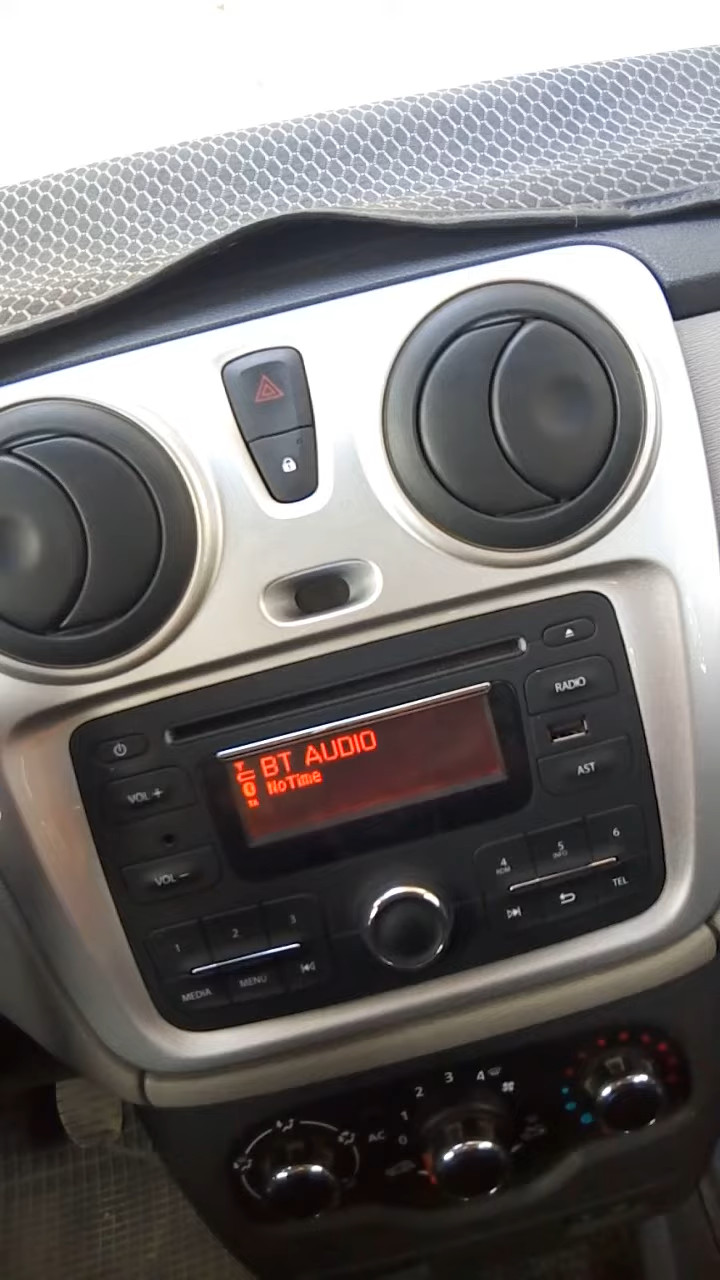 RADIO
BT AUDIO
NoTime
VOL +
AST
VOL −
1 2 3
4 5 6
RDM INFO
TEL
MEDIA MENU
0 1 2 3 4
AC